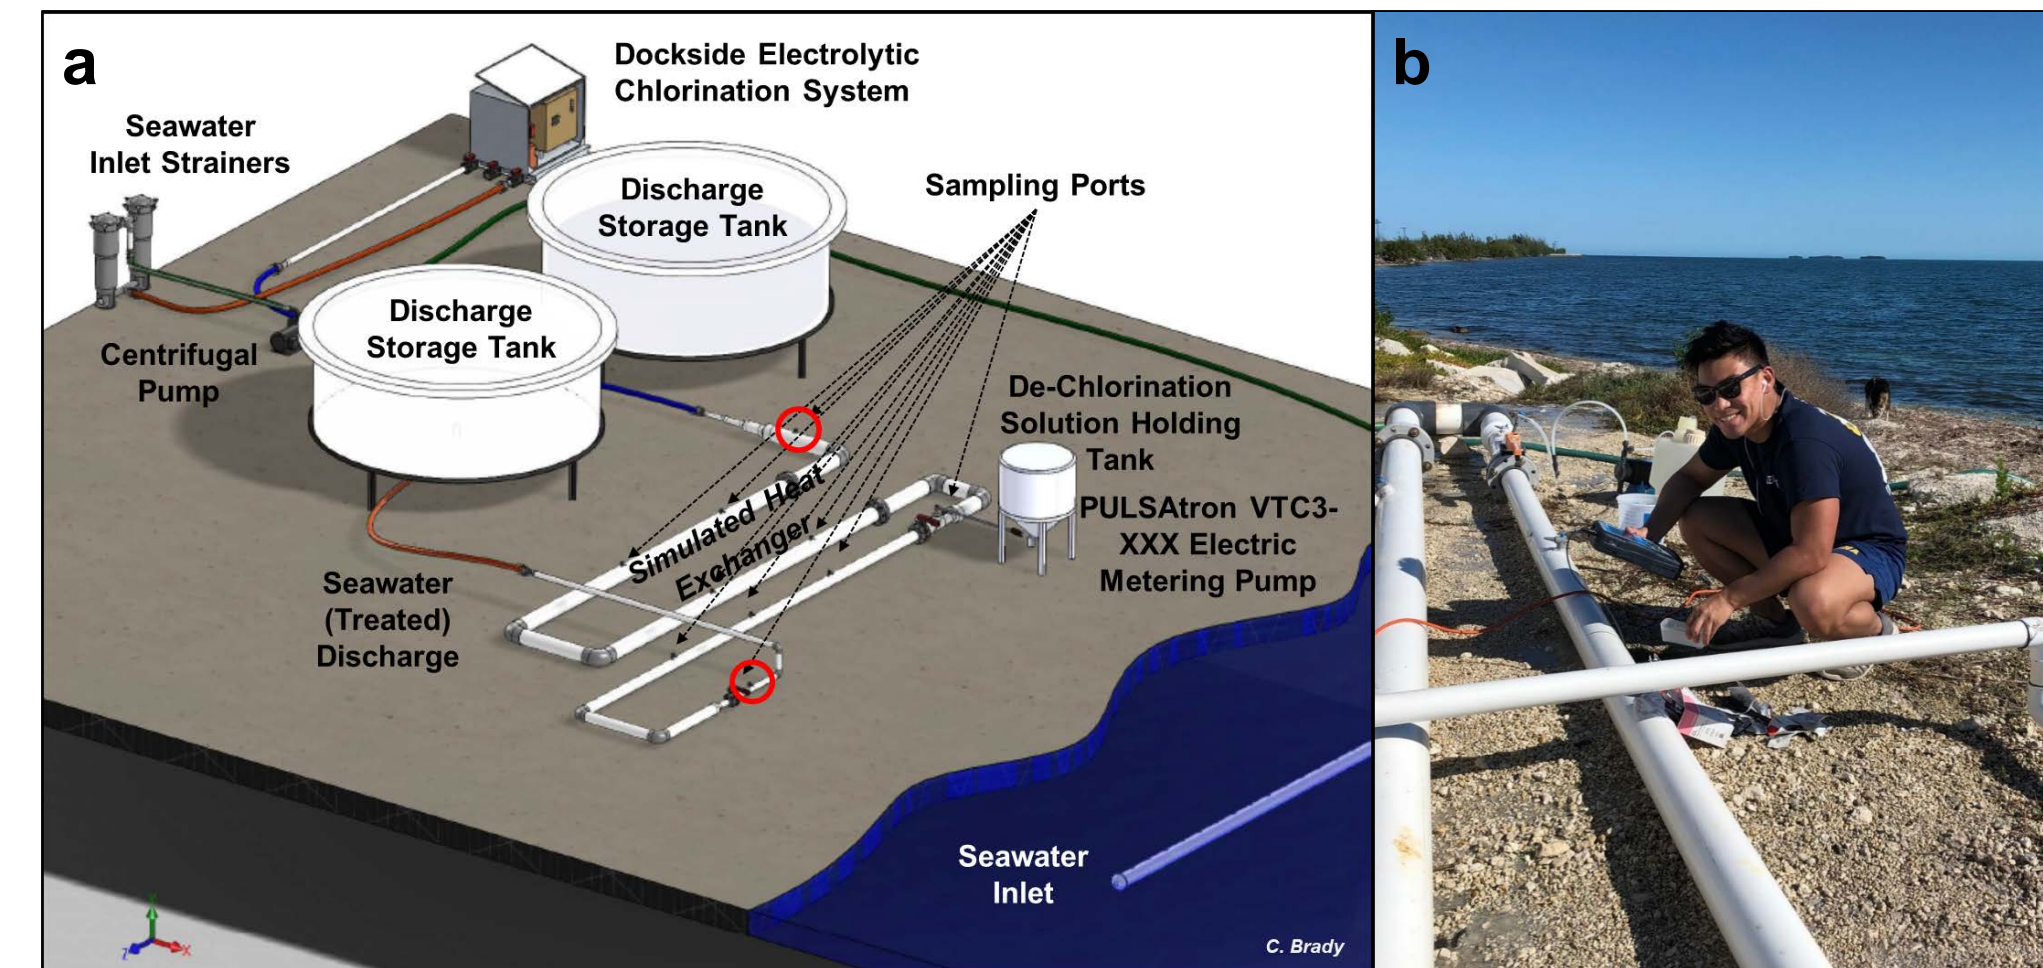 a
Dockside Electrolytic
Chlorination System
Seawater
Inlet Strainers
Discharge
Storage Tank
Sampling Ports
Discharge
Storage Tank
Centrifugal
Pump
De-Chlorination
Solution Holding
Tank
PULSAtron VTC3-
XXX Electric
Metering Pump
Simulated Heat
Exchanger
Seawater
(Treated)
Discharge
Seawater
Inlet
C. Brady
Y
Z
X
b